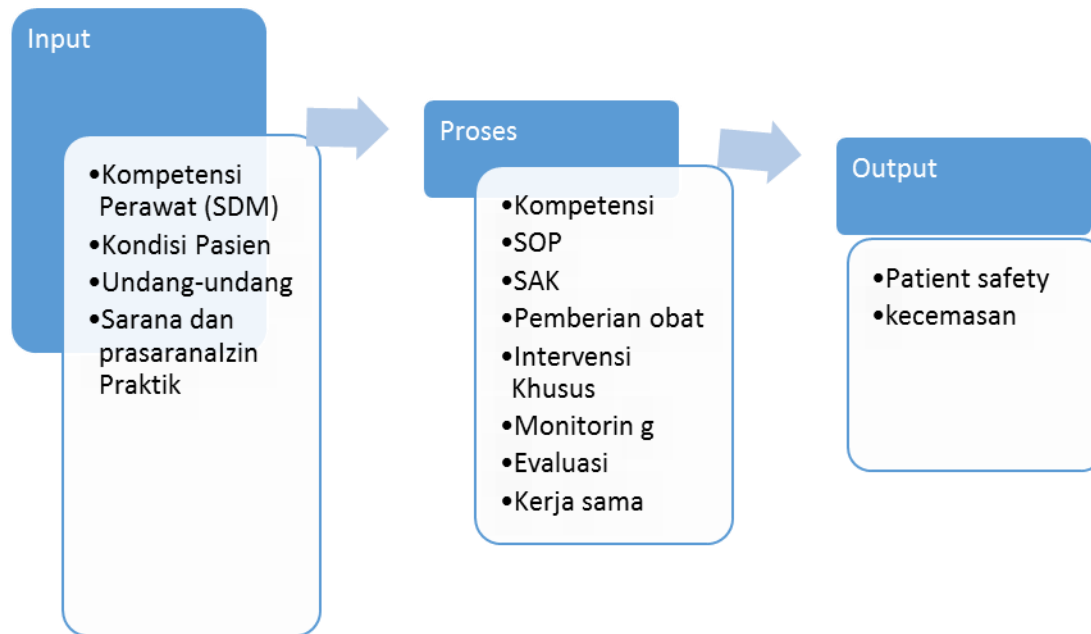 Input
•Kompetensi
Perawat (SDM)
•Kondisi Pasien
•Undang-undang
•Sarana dan
prasaranaIzin
Praktik
Proses
•Kompetensi
•SOP
•SAK
•Pemberian obat
•Intervensi
Khusus
•Monitorin g
•Evaluasi
•Kerja sama
Output
•Patient safety
•kecemasan